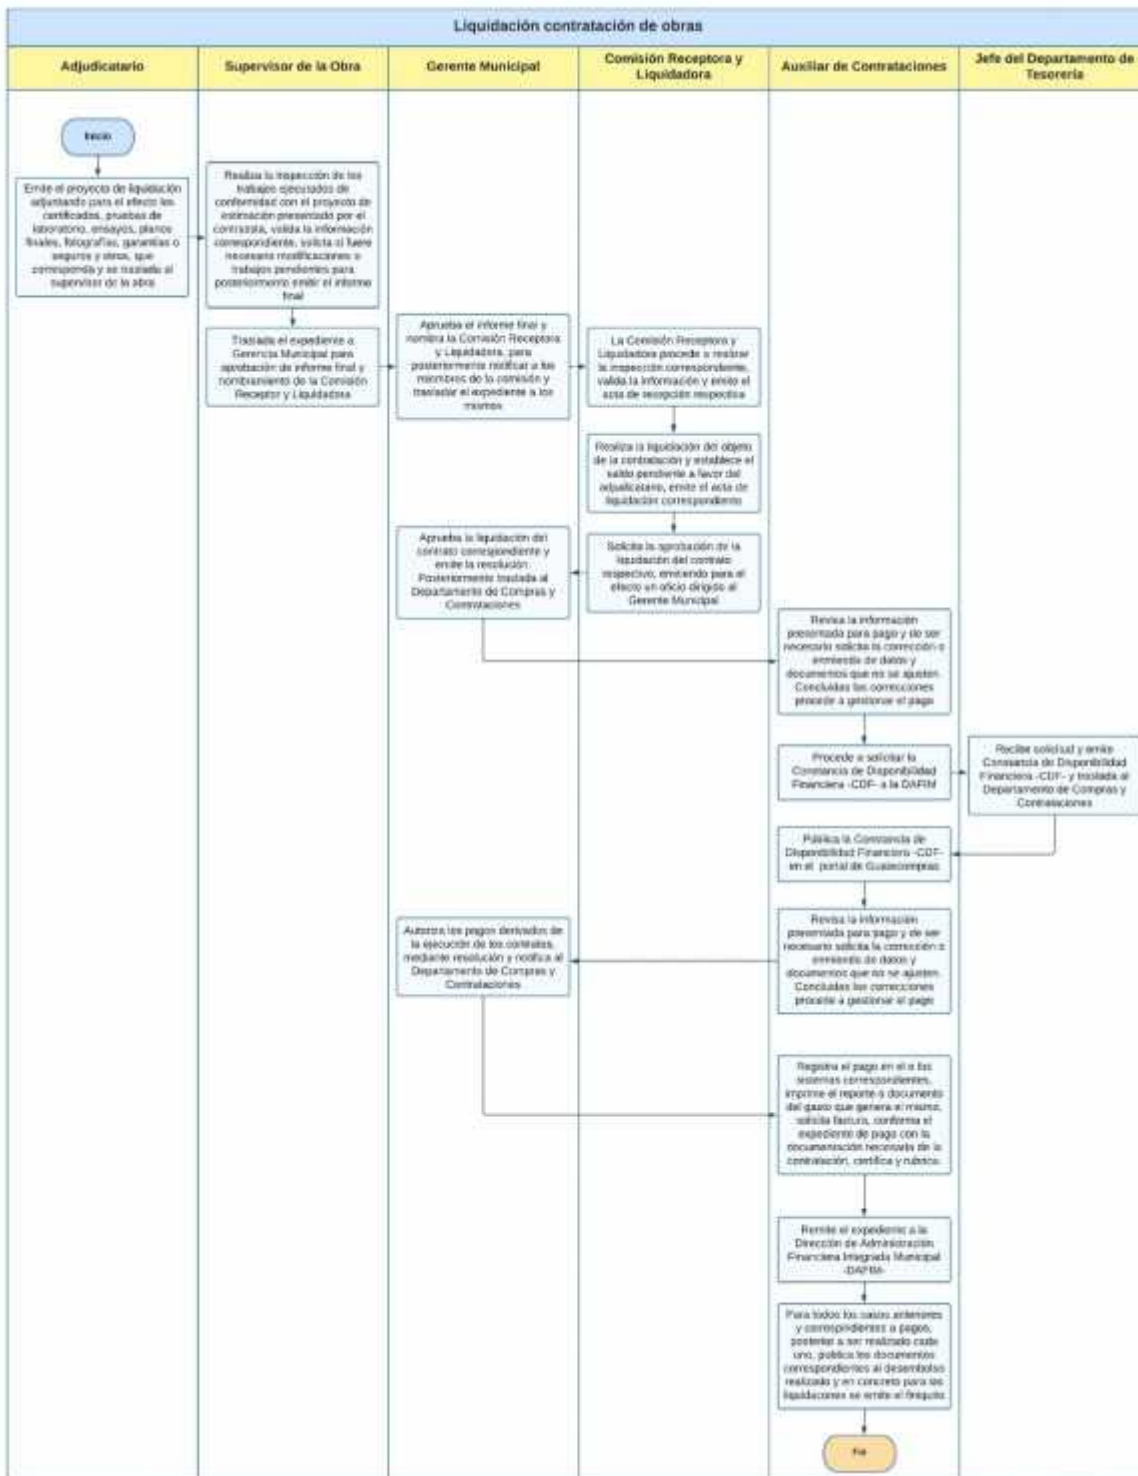 Liquidación contratación de obras
Adjudicatario
Supervisor de la Obra
Gerente Municipal
Comisión Receptora y
Liquidadora
Auxiliar de Contrataciones
Jefe del Departamento de
Tesorería
Inicio
Emite el proyecto de liquidación
adjuntando para el efecto los
certificados, pruebas de
laboratorio, ensayos, planos
finales, fotografías, garantías o
seguros y otros, que
corresponda y se traslada al
supervisor de la obra
Realiza la inspección de los
trabajos ejecutados de
conformidad con el proyecto de
estimación presentado por el
contratista, valida la información
correspondiente, solicita si fuere
necesario modificaciones o
trabajos pendientes para
posteriormente emitir el informe
final
Traslada el expediente a
Gerencia Municipal para
aprobación de informe final y
nombramiento de la Comisión
Receptor y Liquidadora
Aprueba el informe final y
nombra la Comisión Receptora
y Liquidadora, para
posteriormente notificar a los
miembros de la comisión y
trasladar el expediente a los
mismos
La Comisión Receptora y
Liquidadora procede a realizar
la inspección correspondiente,
valida la información y emite el
acta de recepción respectiva
Realiza la liquidación del objeto
de la contratación y establece el
saldo pendiente a favor del
adjudicatario, emite el acta de
liquidación correspondiente
Solicita la aprobación de la
liquidación del contrato
respectivo, emitiendo para el
efecto un oficio dirigido al
Gerente Municipal
Aprueba la liquidación del
contrato correspondiente y
emite la resolución.
Posteriormente traslada al
Departamento de Compras y
Contrataciones
Revisa la información
presentada para pago y de ser
necesario solicita la corrección o
enmienda de datos y
documentos que no se ajusten.
Concluidas las correcciones
procede a gestionar el pago
Procede a solicitar la
Constancia de Disponibilidad
Financiera -CDF- a la DAFIM
Recibe solicitud y emite
Constancia de Disponibilidad
Financiera -CDF- y traslada al
Departamento de Compras y
Contrataciones
Pública la Constancia de
Disponibilidad Financiera -CDF-
en el portal de Guatecompras
Revisa la información
presentada para pago y de ser
necesario solicita la corrección o
enmienda de datos y
documentos que no se ajusten.
Concluidas las correcciones
procede a gestionar el pago
Autoriza los pagos derivados de
la ejecución de los contratos,
mediante resolución y notifica al
Departamento de Compras y
Contrataciones
Registra el pago en el o los
sistemas correspondientes,
imprime el reporte o documento
del gasto que genera el mismo,
solicita factura, conforma el
expediente de pago con la
documentación necesaria de la
contratación, certifica y rubrica.
Remite el expediente a la
Dirección de Administración
Financiera Integrada Municipal
-DAFIM-
Para todos los casos anteriores
y correspondientes a pagos,
posterior a ser realizado cada
uno, publica los documentos
correspondientes al desembolso
realizado y en concreto para las
liquidaciones se emite el finiquito
Fin